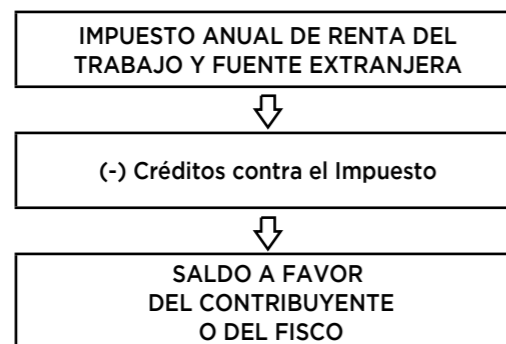 IMPUESTO ANUAL DE RENTA DEL
TRABAJO Y FUENTE EXTRANJERA
(-) Créditos contra el Impuesto
SALDO A FAVOR
DEL CONTRIBUYENTE
O DEL FISCO